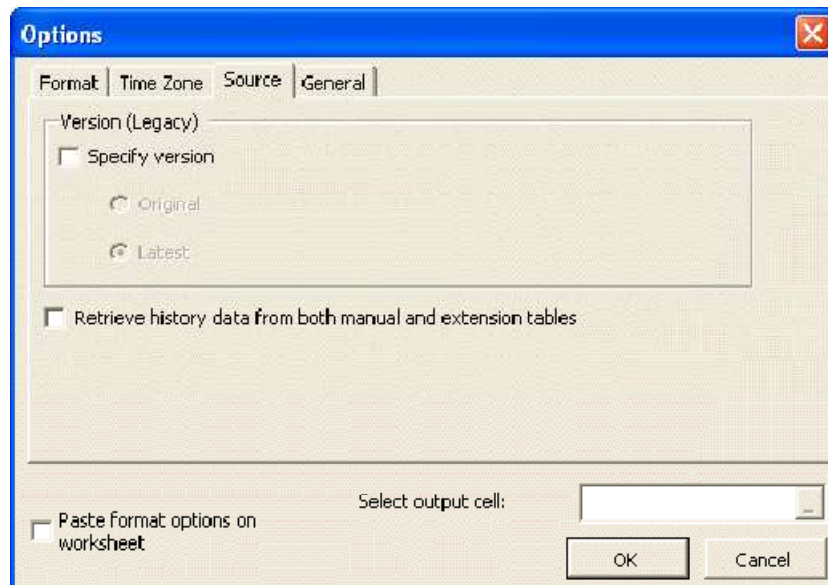 Options
Format
Time Zone
Source
General
Version (Legacy)
Specify version
Original
Latest
Retrieve history data from both manual and extension tables
Select output cell:
Paste format options on
worksheet
OK
Cancel